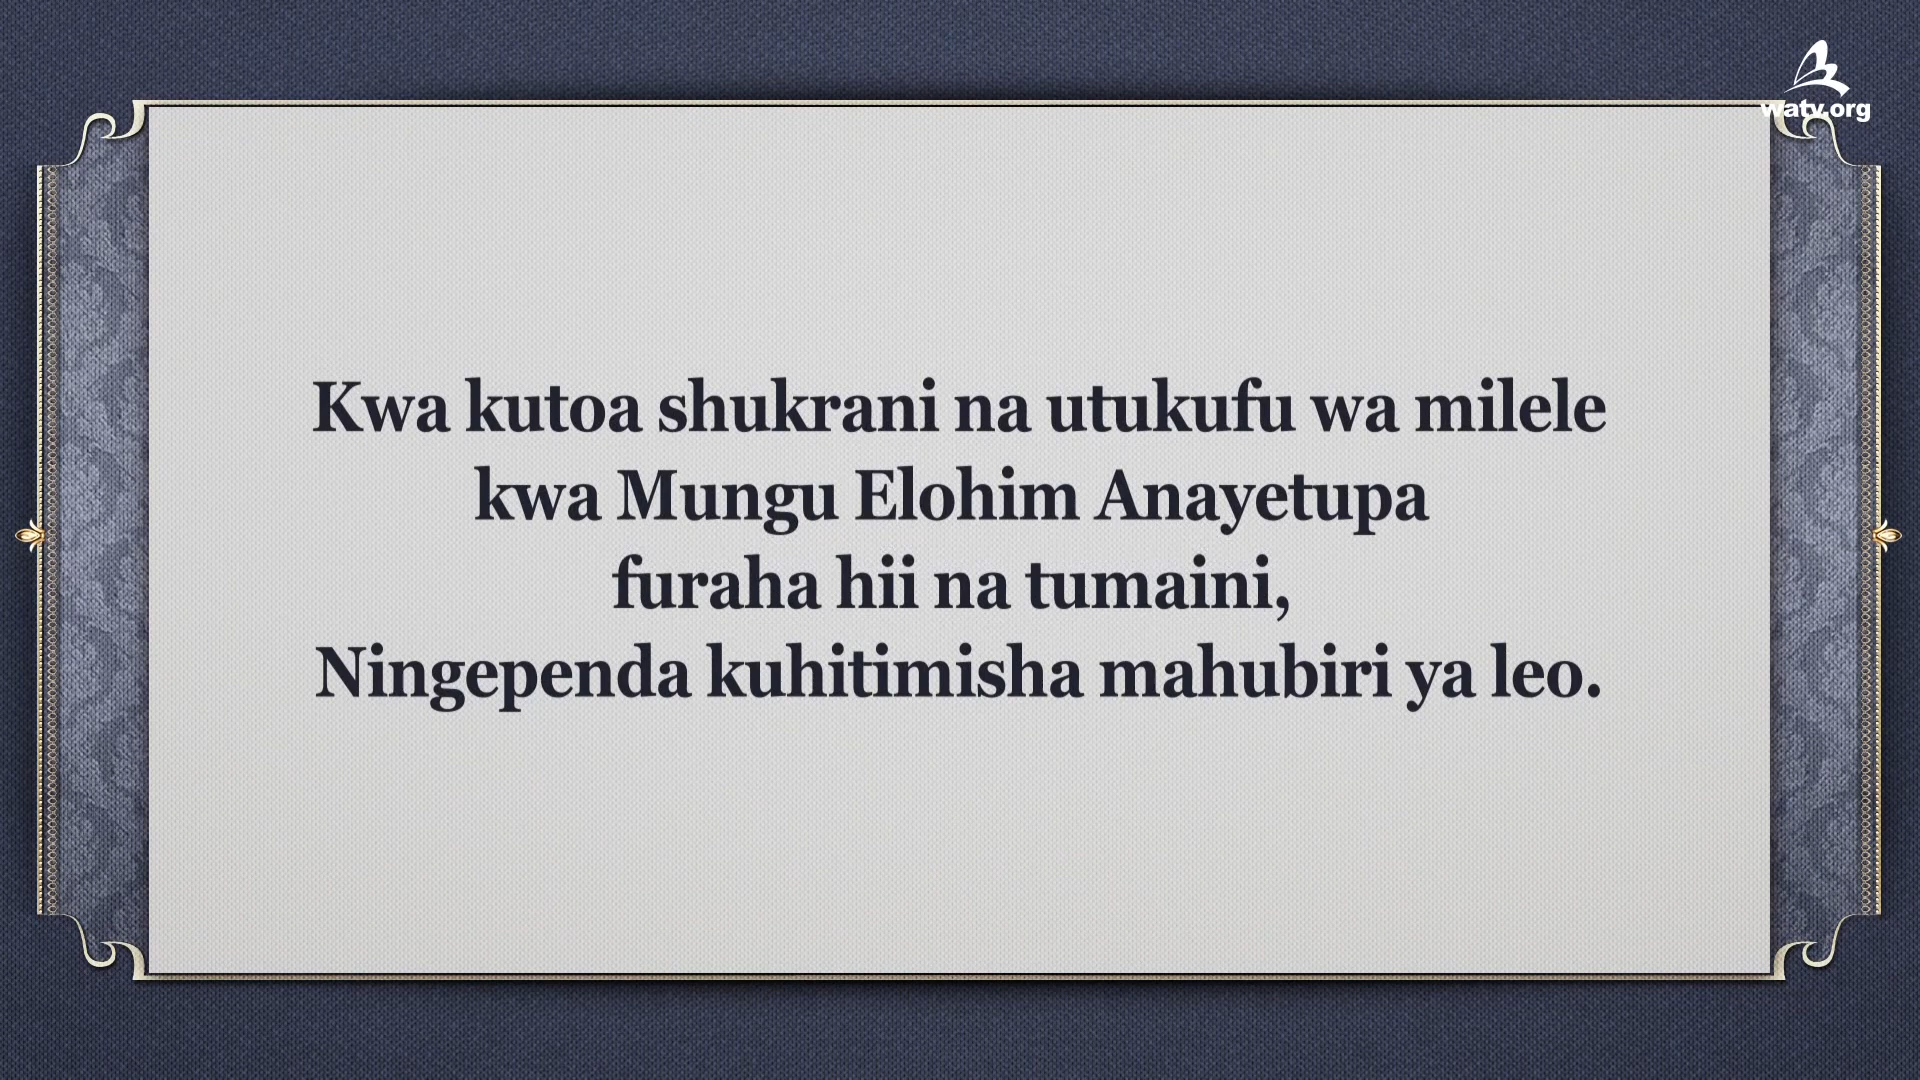 watv.org
Kwa kutoa shukrani na utukufu wa milele
kwa Mungu Elohim Anayetupa
furaha hii na tumaini,
Ningependa kuhitimisha mahubiri ya leo.